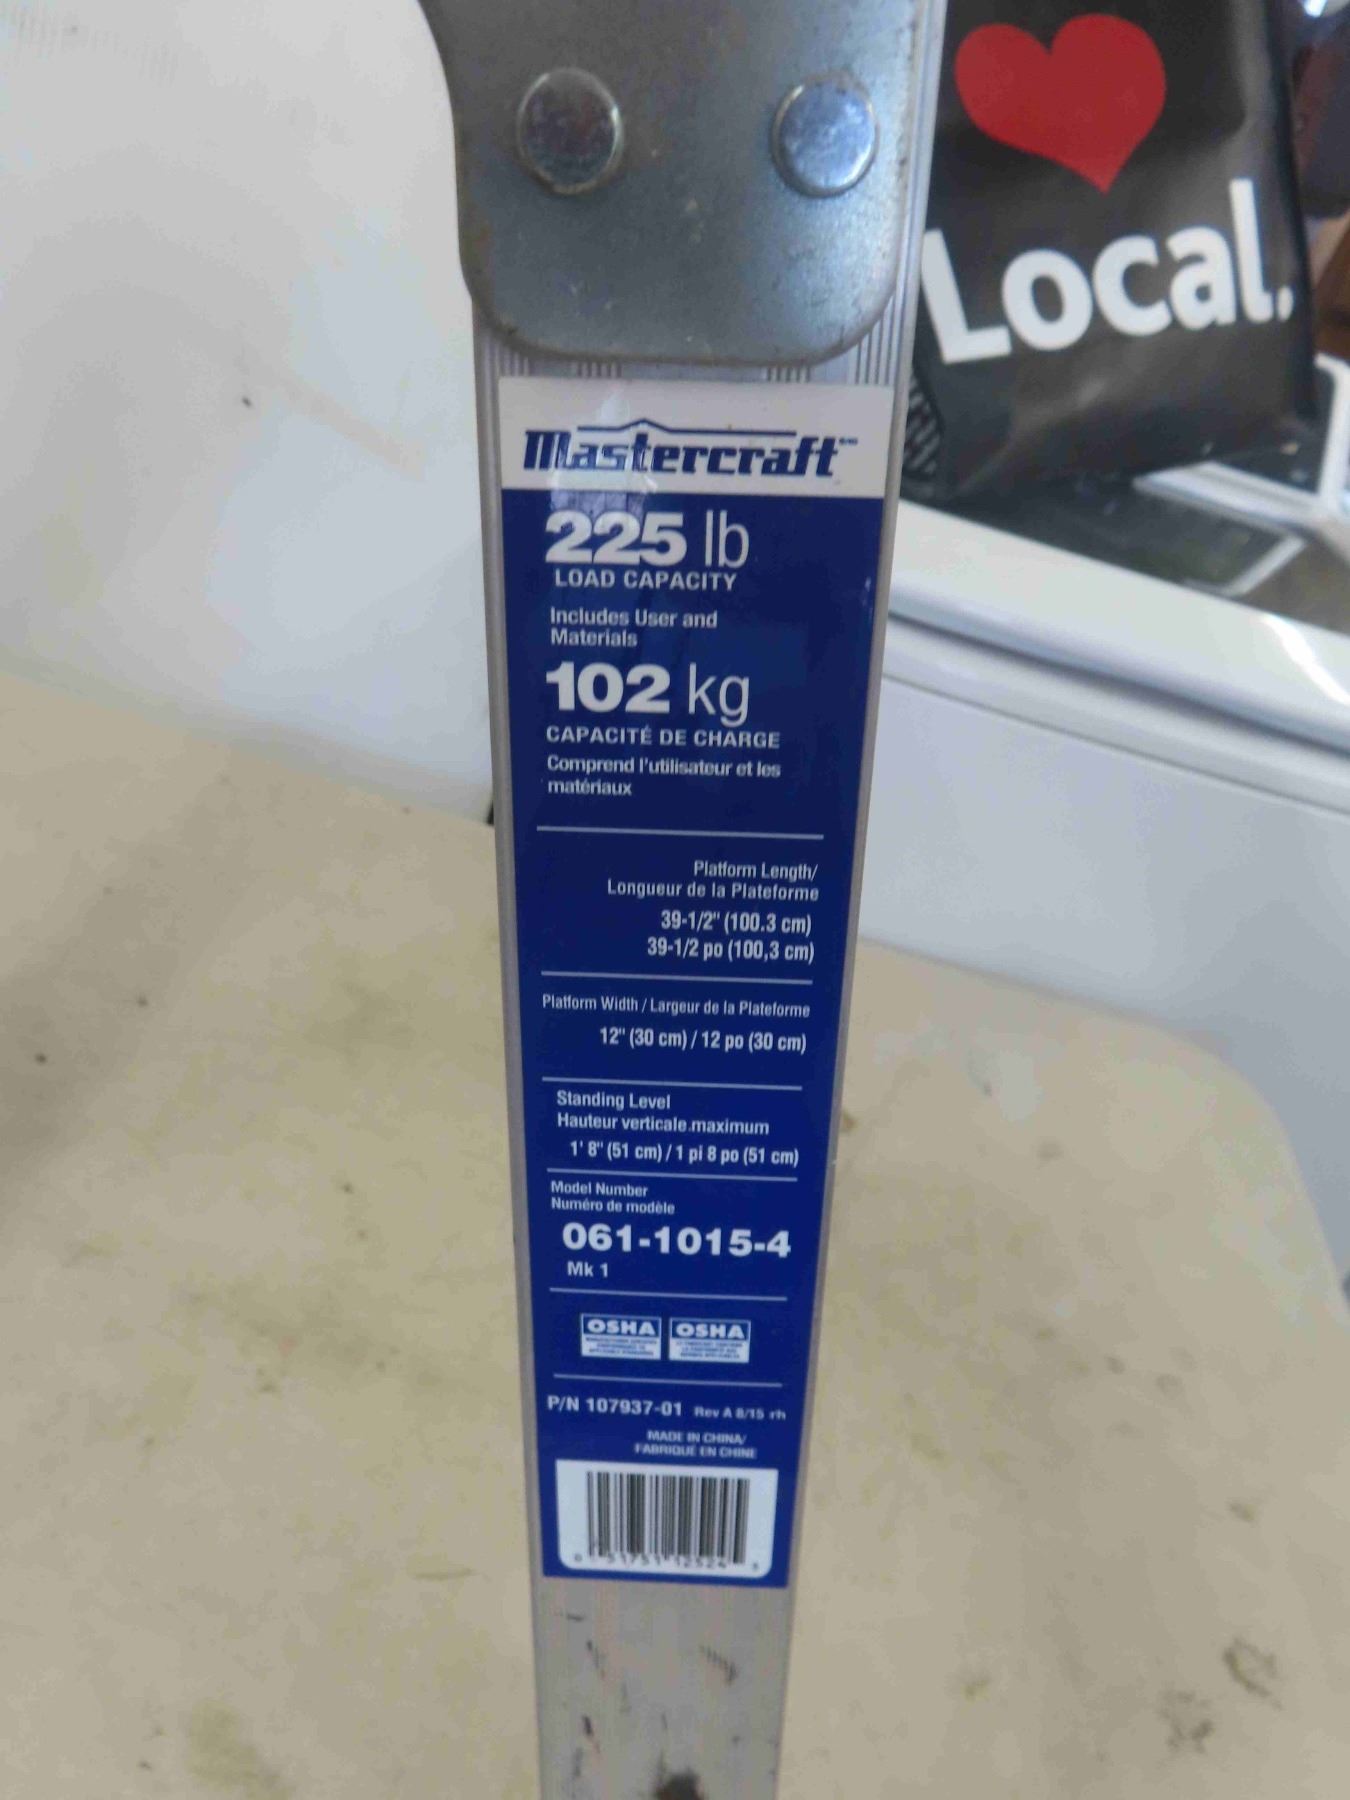 Local.
Mastercraft
225 lb
LOAD CAPACITY
Includes User and
Materials
102 kg
CAPACITÉ DE CHARGE
Comprend l'utilisateur et les
matériaux
Platform Length/
Longueur de la Plateforme
39-1/2" (100.3 cm)
39-1/2 po (100,3 cm)
Platform Width / Largeur de la Plateforme
12" (30 cm) / 12 po (30 cm)
Standing Level
Hauteur verticale.maximum
1' 8" (51 cm) / 1 pi 8 po (51 cm)
Model Number
Numéro de modèle
061-1015-4
Mk 1
OSHA OSHA
P/N 107937-01 Rev A 8/15 rh
MADE IN CHINA/
FABRIQUÉ EN CHINE